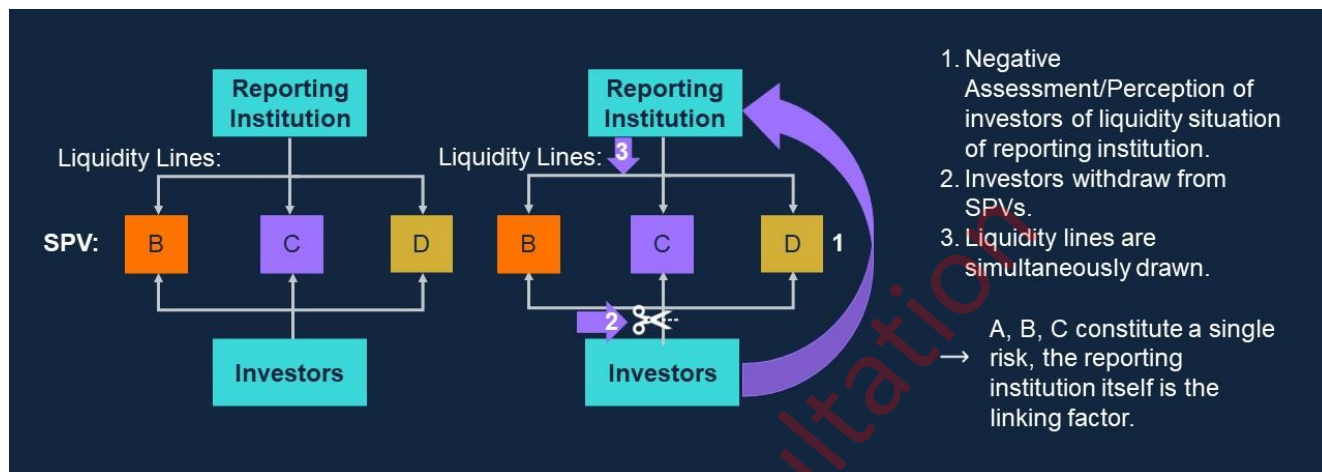 Reporting
Institution
Liquidity Lines:
SPV:
B
C
D
Investors
Reporting
Institution
Liquidity Lines:
3
B
C
D
1
2
Investors
1. Negative
Assessment/Perception of
investors of liquidity situation
of reporting institution.
2. Investors withdraw from
SPVs.
3. Liquidity lines are
simultaneously drawn.
→ A, B, C constitute a single
risk, the reporting
institution itself is the
linking factor.
ultation